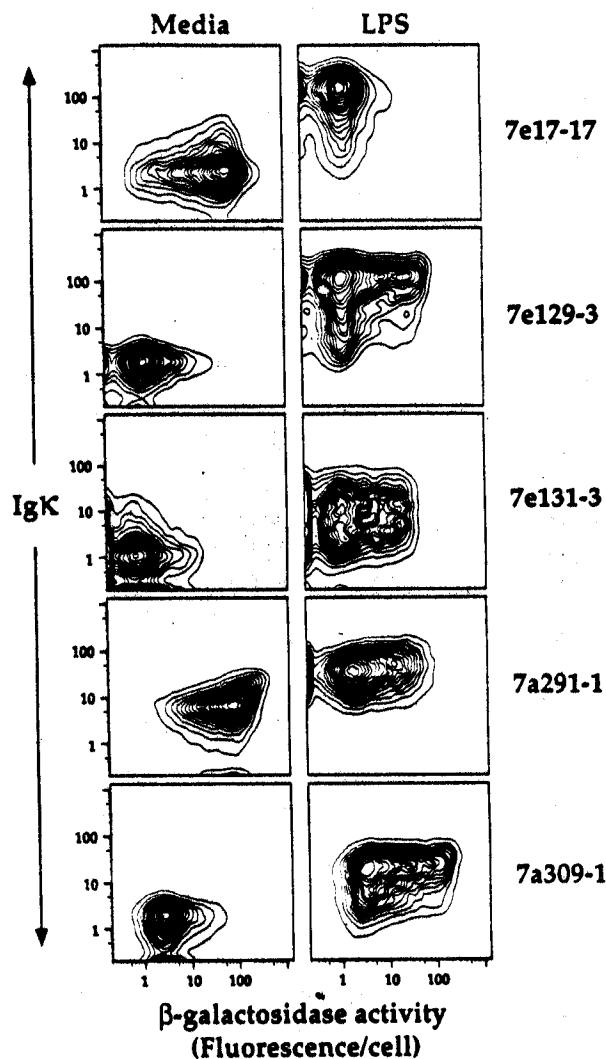 Media LPS
100
10
1
7e17-17
100
10
1
7e129-3
100
10
1
7e131-3
IgK
100
10
1
7a291-1
100
10
1
7a309-1
1 10 100 1 10 100
β-galactosidase activity
(Fluorescence/cell)